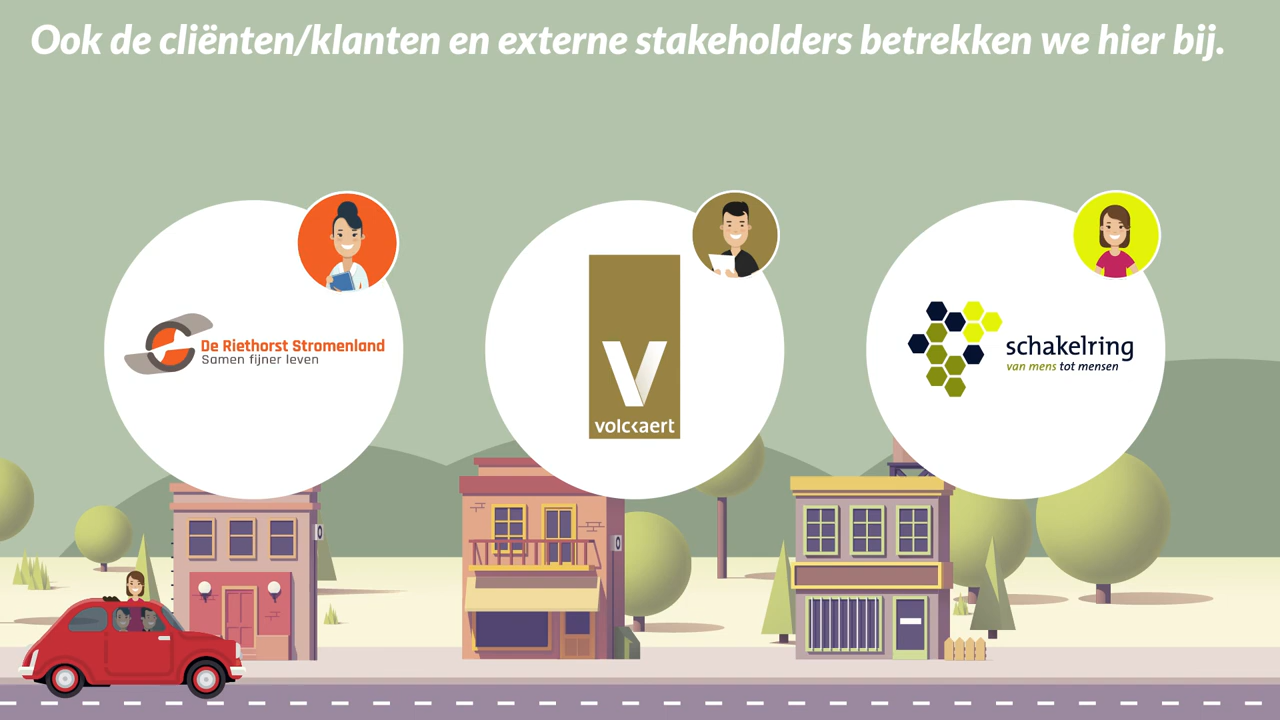 Ook de cliënten/klanten en externe stakeholders betrekken we hier bij.
De Riethorst Stromenland
Samen fijner leven
V
volckaert
schakelring
van mens tot mensen